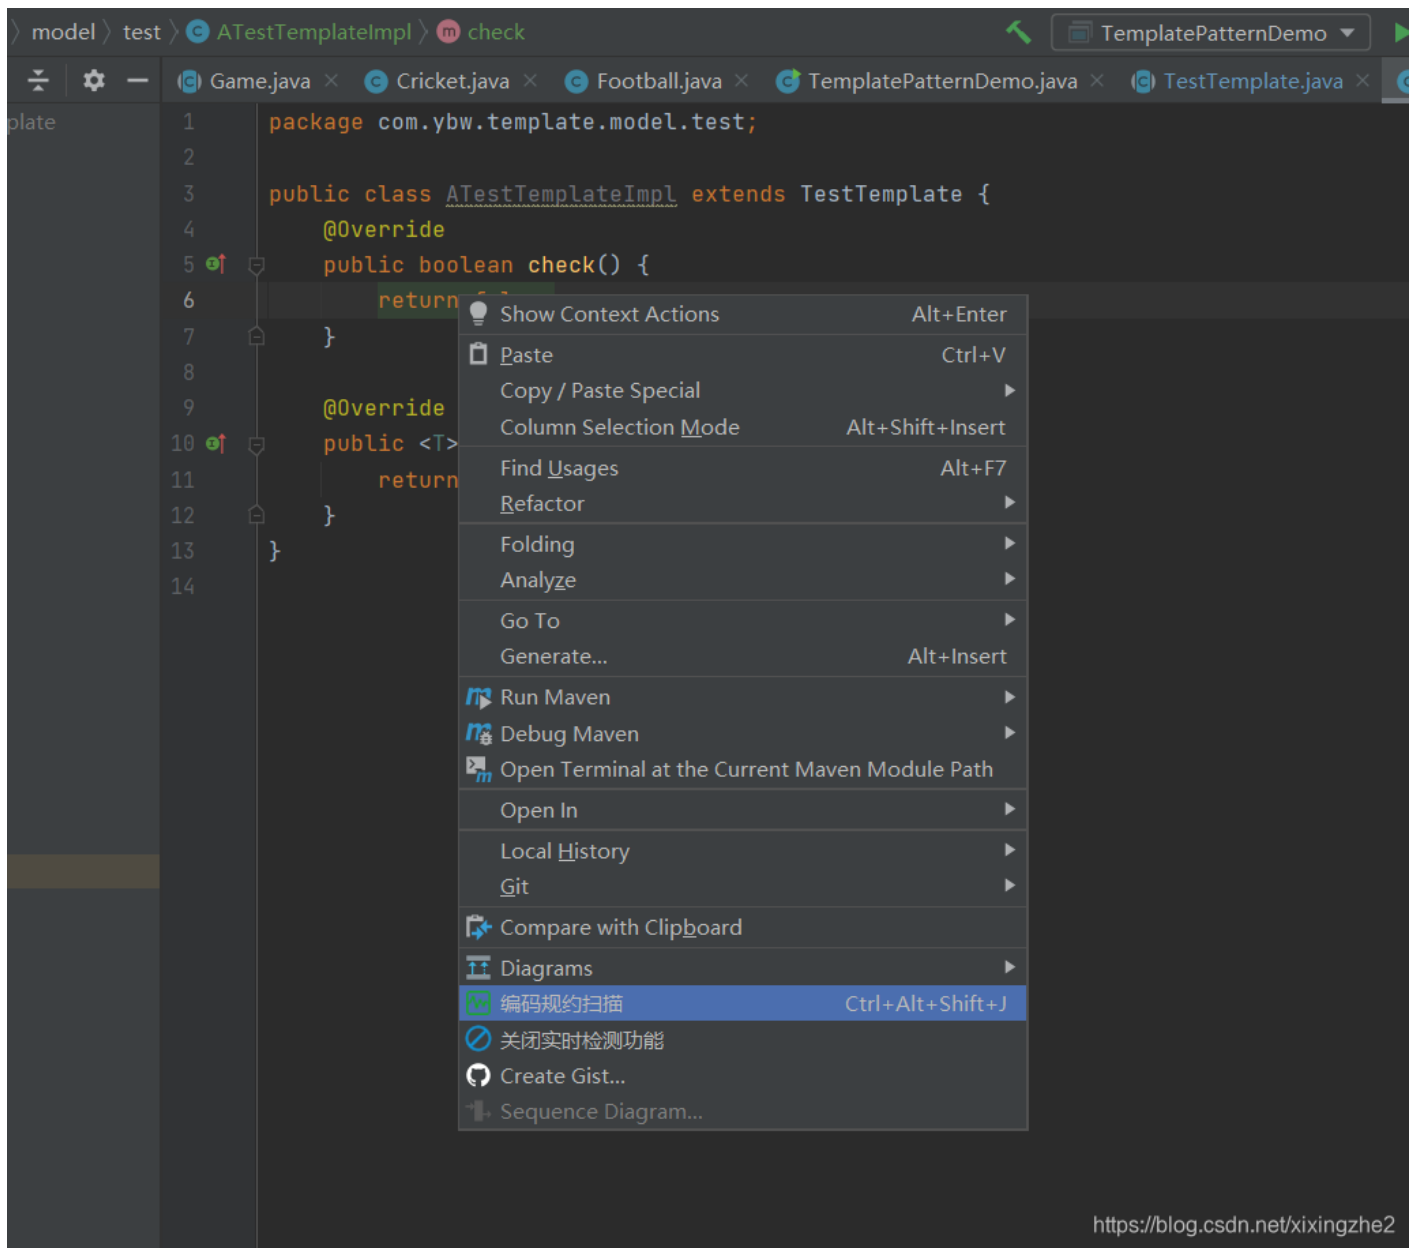 model test ATestTemplateImpl check TemplatePatternDemo
Game.java Cricket.java Football.java TemplatePatternDemo.java TestTemplate.java
plate
1 package com.ybw.template.model.test;
2
3 public class ATestTemplateImpl extends TestTemplate {
4 @Override
5 public boolean check() {
6 return
7 }
8
9 @Override
10 public <T>
11 return
12 }
13 }
14
Show Context Actions Alt+Enter
Paste Ctrl+V
Copy / Paste Special
Column Selection Mode Alt+Shift+Insert
Find Usages Alt+F7
Refactor
Folding
Analyze
Go To
Generate... Alt+Insert
Run Maven
Debug Maven
Open Terminal at the Current Maven Module Path
Open In
Local History
Git
Compare with Clipboard
Diagrams
编码规约扫描 Ctrl+Alt+Shift+J
关闭实时检测功能
Create Gist...
Sequence Diagram...
https://blog.csdn.net/xixingzhe2